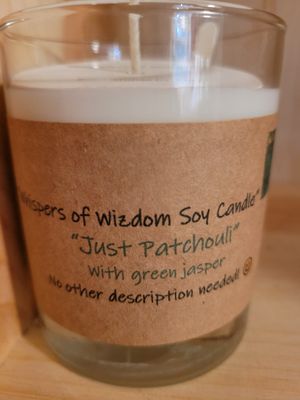 Whispers of Wizdom Soy Candle"
"Just Patchouli"
With green jasper
No other description needed! ☺